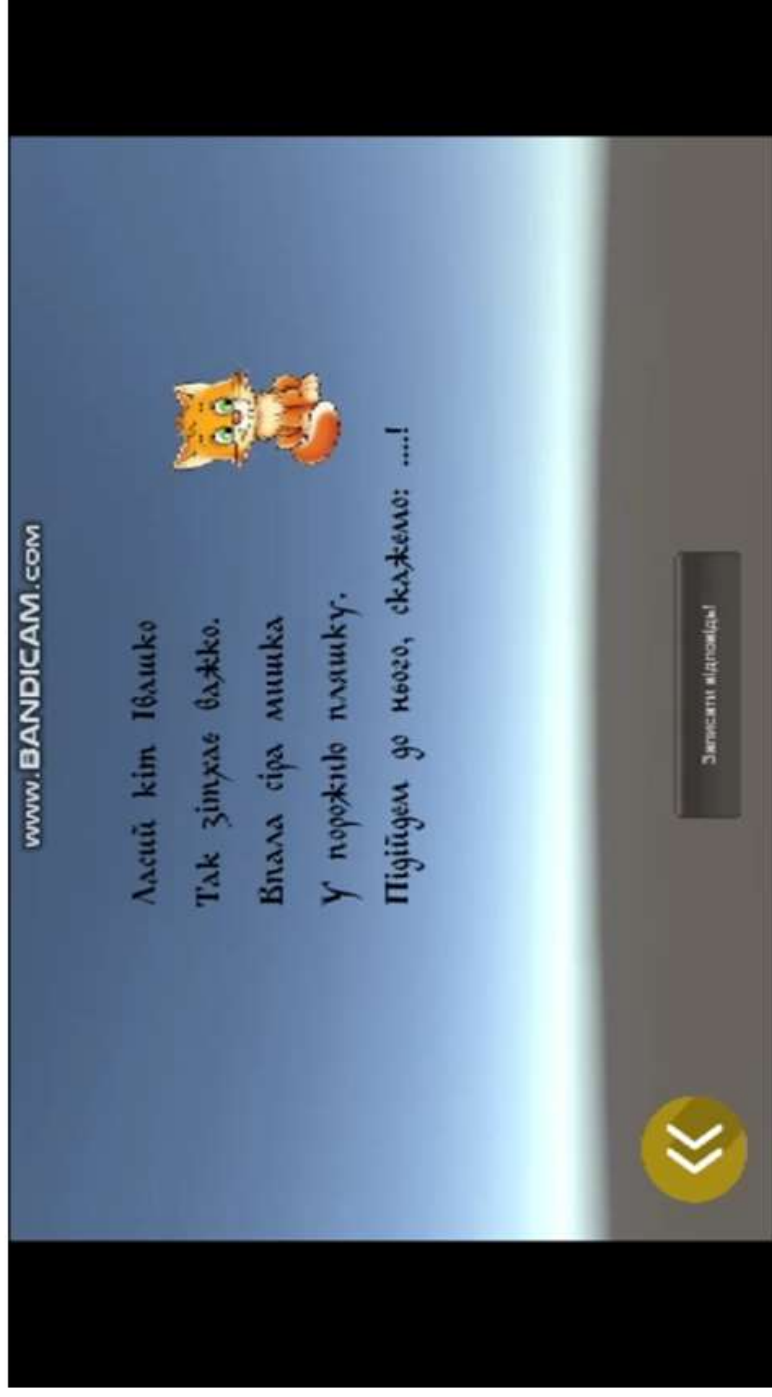 www.BANDICAM.com
Ласий кіт Івашко
Так зітхає важко.
Впала сіра мишка
У порожню пляшку.
Підійдем до нього, скажемо: ....!
Записати відповідь!